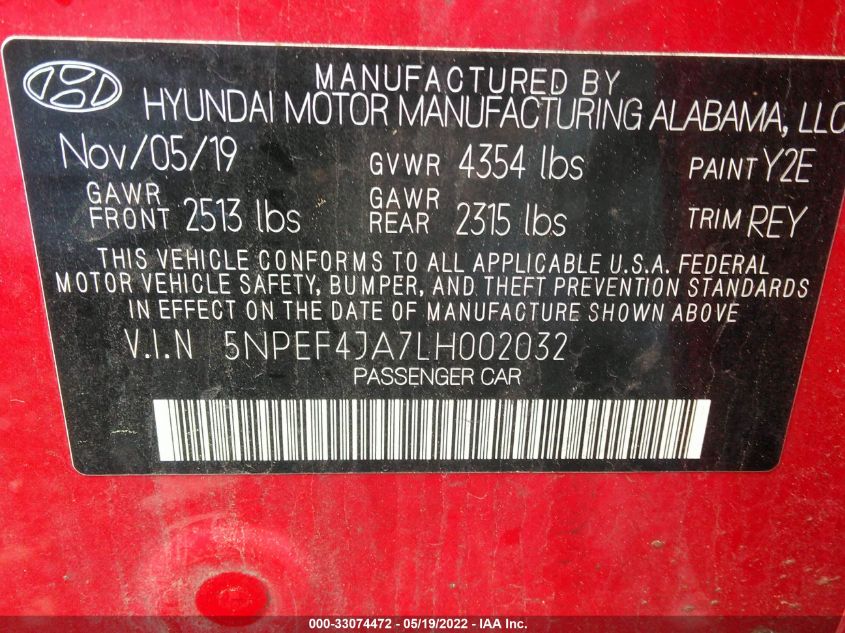 MANUFACTURED BY
HYUNDAI MOTOR MANUFACTURING ALABAMA, LLC
Nov/05/19 GVWR 4354 lbs PAINT Y2E
GAWR FRONT 2513 lbs GAWR REAR 2315 lbs TRIM REY
THIS VEHICLE CONFORMS TO ALL APPLICABLE U.S.A. FEDERAL
MOTOR VEHICLE SAFETY, BUMPER, AND THEFT PREVENTION STANDARDS
IN EFFECT ON THE DATE OF MANUFACTURE SHOWN ABOVE.
V.I.N 5NPEF4JA7LH002032
PASSENGER CAR
000-33074472 - 05/19/2022 - IAA Inc.